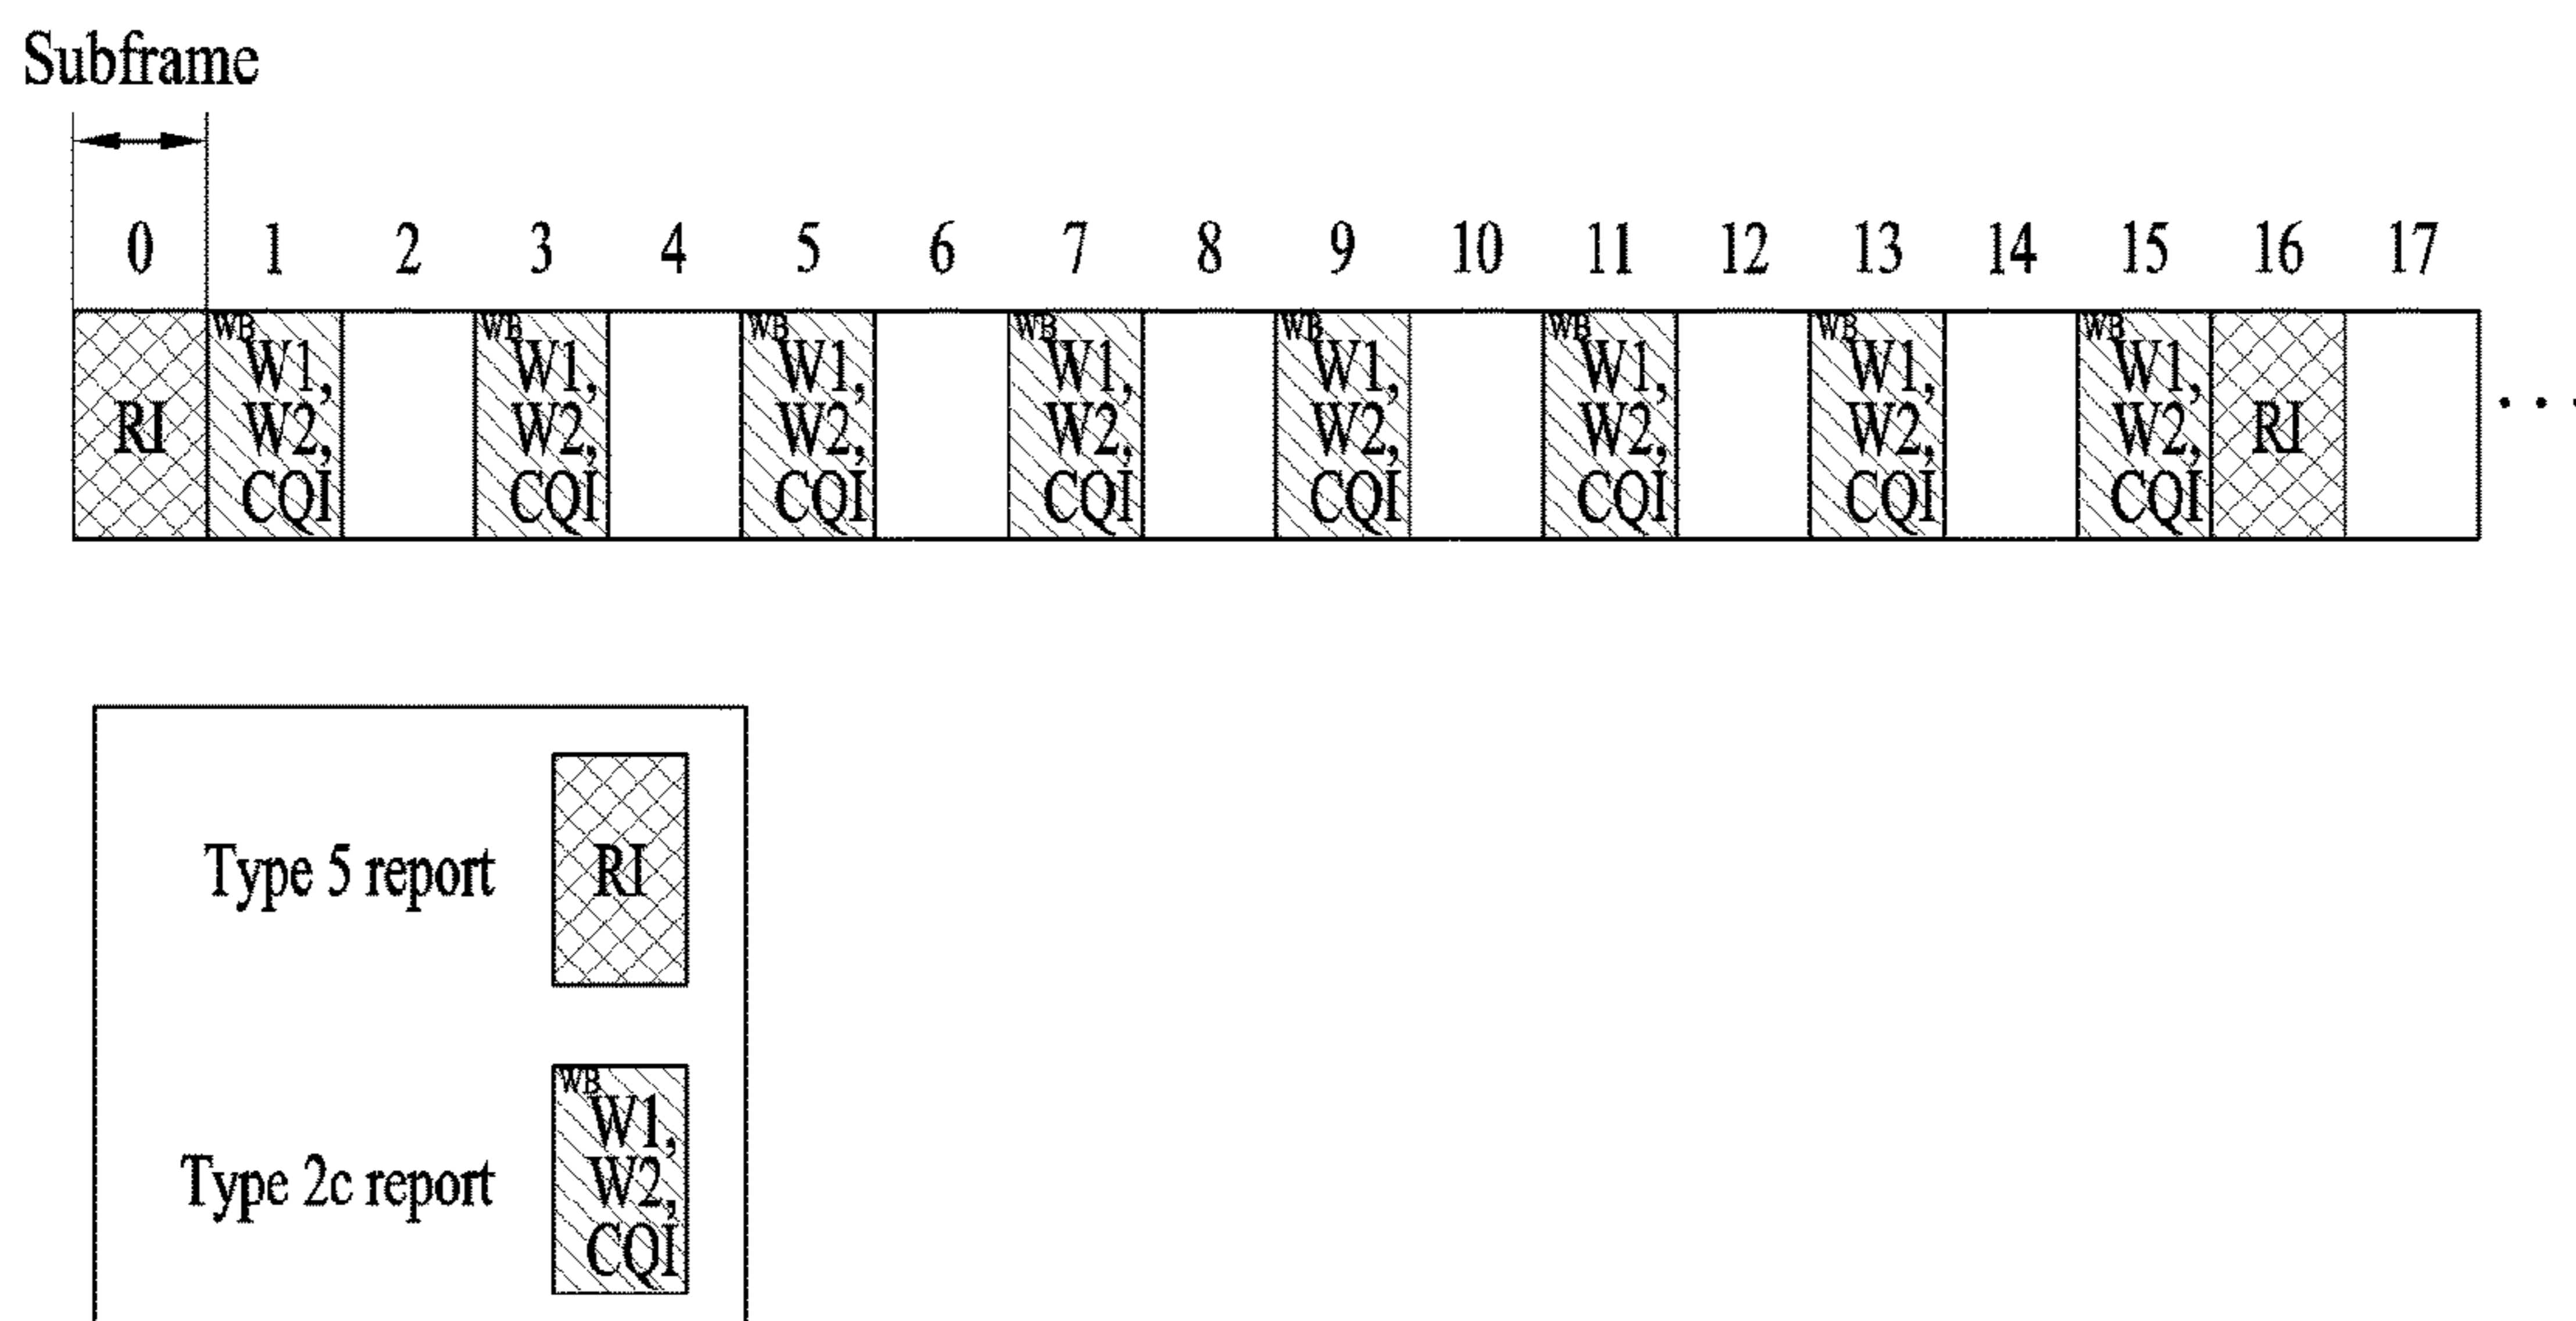 Subframe
0 1 2 3 4 5 6 7 8 9 10 11 12 13 14 15 16 17
WB WB WB WB WB WB WB WB
W1, W1, W1, W1, W1, W1, W1, W1,
RI W2, W2, W2, W2, W2, W2, W2, W2, RI . . .
CQI CQI CQI CQI CQI CQI CQI CQI
Type 5 report RI
WB
W1,
Type 2c report W2,
CQI